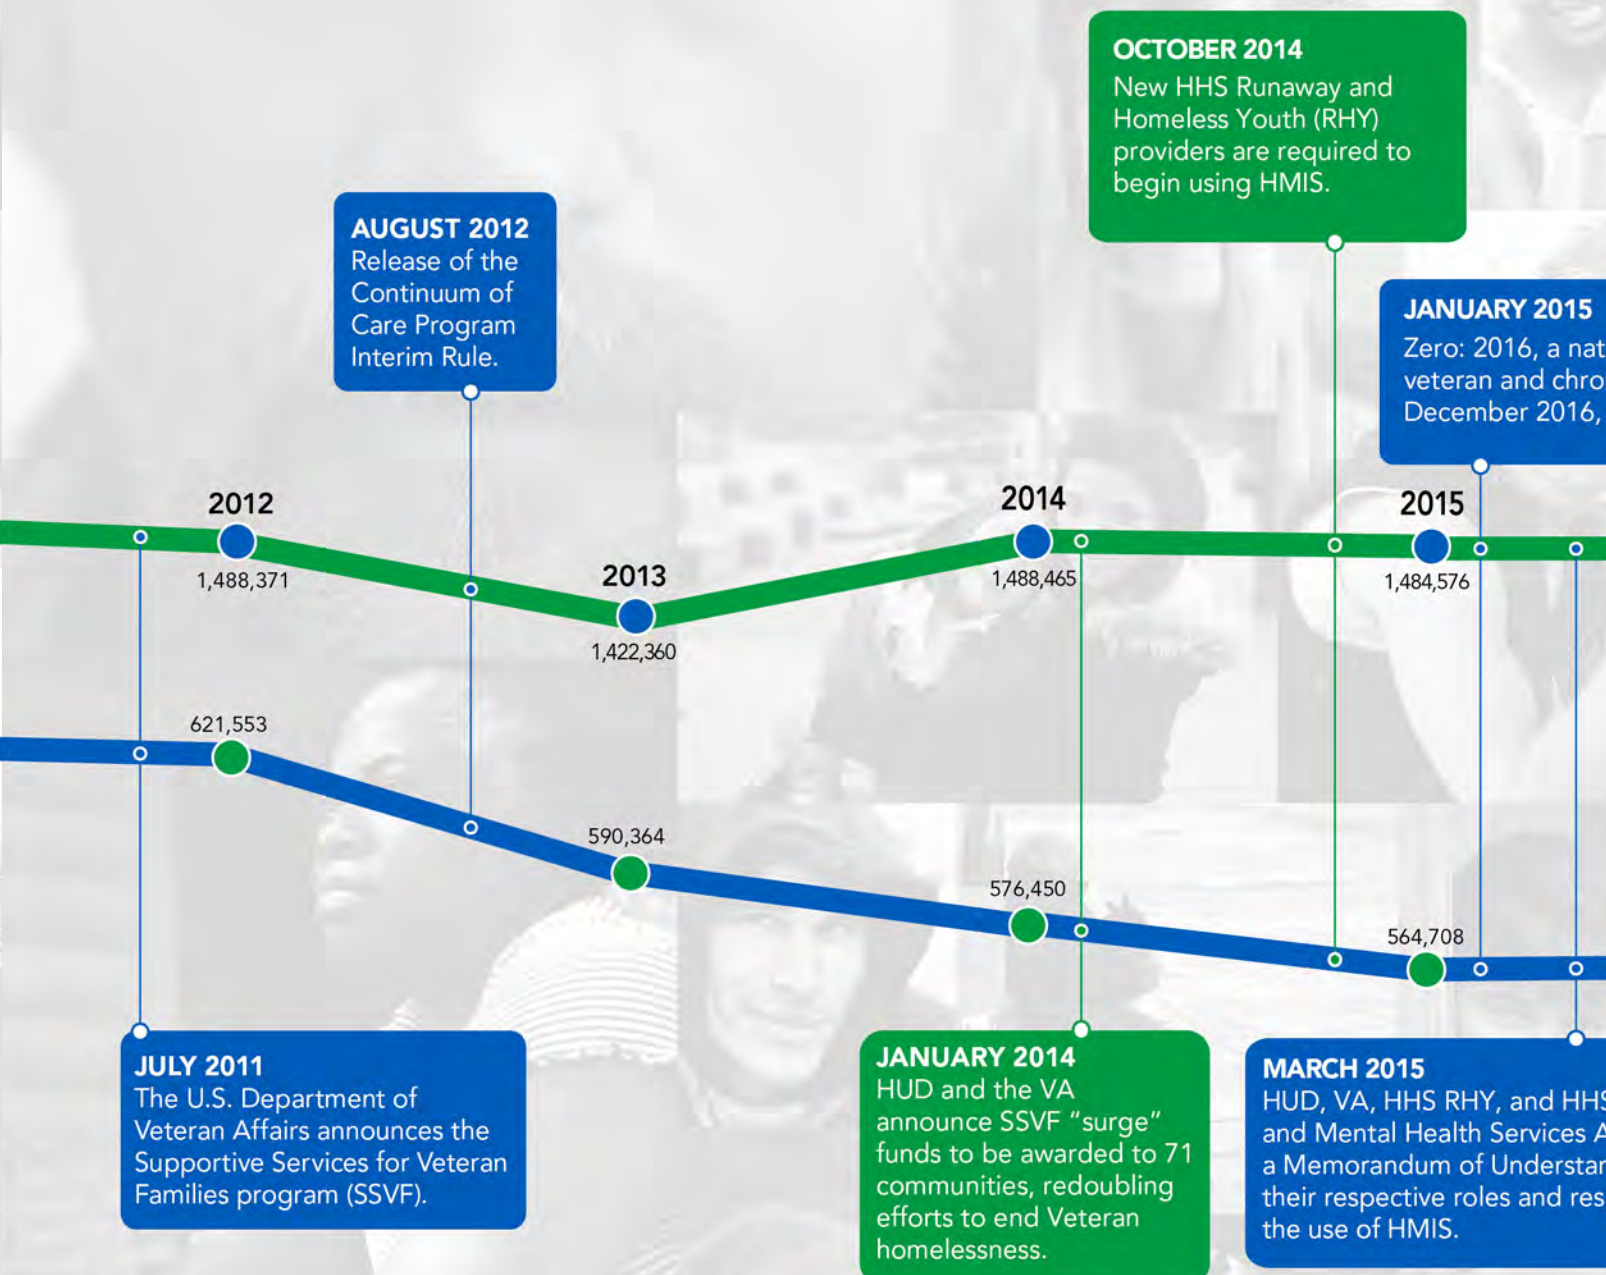 OCTOBER 2014
New HHS Runaway and
Homeless Youth (RHY)
providers are required to
begin using HMIS.
AUGUST 2012
Release of the
Continuum of
Care Program
Interim Rule.
JANUARY 2015
Zero: 2016, a nat
veteran and chro
December 2016,
2012
1,488,371
2013
1,422,360
2014
1,488,465
2015
1,484,576
621,553
590,364
576,450
564,708
JULY 2011
The U.S. Department of
Veteran Affairs announces the
Supportive Services for Veteran
Families program (SSVF).
JANUARY 2014
HUD and the VA
announce SSVF “surge”
funds to be awarded to 71
communities, redoubling
efforts to end Veteran
homelessness.
MARCH 2015
HUD, VA, HHS RHY, and HHS
and Mental Health Services A
a Memorandum of Understan
their respective roles and res
the use of HMIS.